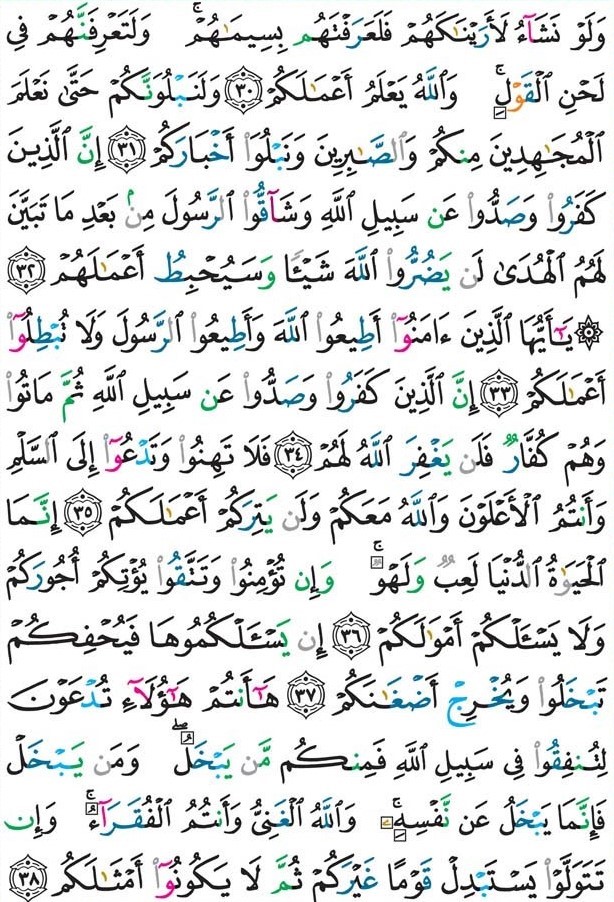 وَلَوْ نَشَآءُ لَأَرَيْنَٰكَهُمْ فَلَعَرَفْتَهُم بِسِيمَٰهُمْ ۚ وَلَتَعْرِفَنَّهُمْ فِى
لَحْنِ ٱلْقَوْلِ ۚ وَٱللَّهُ يَعْلَمُ أَعْمَٰلَكُمْ ٣٠ وَلَنَبْلُوَنَّكُمْ حَتَّىٰ نَعْلَمَ
ٱلْمُجَٰهِدِينَ مِنكُمْ وَٱلصَّٰبِرِينَ وَنَبْلُوَا۟ أَخْبَارَكُمْ ٣١ إِنَّ ٱلَّذِينَ
كَفَرُوا۟ وَصَدُّوا۟ عَن سَبِيلِ ٱللَّهِ وَشَآقُّوا۟ ٱلرَّسُولَ مِنۢ بَعْدِ مَا تَبَيَّنَ
لَهُمُ ٱلْهُدَىٰ لَن يَضُرُّوا۟ ٱللَّهَ شَيْـًٔا وَسَيُحْبِطُ أَعْمَٰلَهُمْ ٣٢
۞ يَٰٓأَيُّهَا ٱلَّذِينَ ءَامَنُوٓا۟ أَطِيعُوا۟ ٱللَّهَ وَأَطِيعُوا۟ ٱلرَّسُولَ وَلَا تُبْطِلُوٓا۟
أَعْمَٰلَكُمْ ٣٣ إِنَّ ٱلَّذِينَ كَفَرُوا۟ وَصَدُّوا۟ عَن سَبِيلِ ٱللَّهِ ثُمَّ مَاتُوا۟
وَهُمْ كُفَّارٌ فَلَن يَغْفِرَ ٱللَّهُ لَهُمْ ٣٤ فَلَا تَهِنُوا۟ وَتَدْعُوٓا۟ إِلَى ٱلسَّلْمِ
وَأَنتُمُ ٱلْأَعْلَوْنَ وَٱللَّهُ مَعَكُمْ وَلَن يَتِرَكُمْ أَعْمَٰلَكُمْ ٣٥ إِنَّمَا
ٱلْحَيَوٰةُ ٱلدُّنْيَا لَعِبٌ وَلَهْوٌ ۚ وَإِن تُؤْمِنُوا۟ وَتَتَّقُوا۟ يُؤْتِكُمْ أُجُورَكُمْ
وَلَا يَسْـَٔلْكُمْ أَمْوَٰلَكُمْ ٣٦ إِن يَسْـَٔلْكُمُوهَا فَيُحْفِكُمْ
تَبْخَلُوا۟ وَيُخْرِجْ أَضْغَٰنَكُمْ ٣٧ هَٰٓأَنتُمْ هَٰٓؤُلَآءِ تُدْعَوْنَ
لِتُنفِقُوا۟ فِى سَبِيلِ ٱللَّهِ فَمِنكُم مَّن يَبْخَلُ ۖ وَمَن يَبْخَلْ
فَإِنَّمَا يَبْخَلُ عَن نَّفْسِهِۦ ۚ وَٱللَّهُ ٱلْغَنِىُّ وَأَنتُمُ ٱلْفُقَرَآءُ ۚ وَإِن
تَتَوَلَّوْا۟ يَسْتَبْدِلْ قَوْمًا غَيْرَكُمْ ثُمَّ لَا يَكُونُوٓا۟ أَمْثَٰلَكُم ٣٨